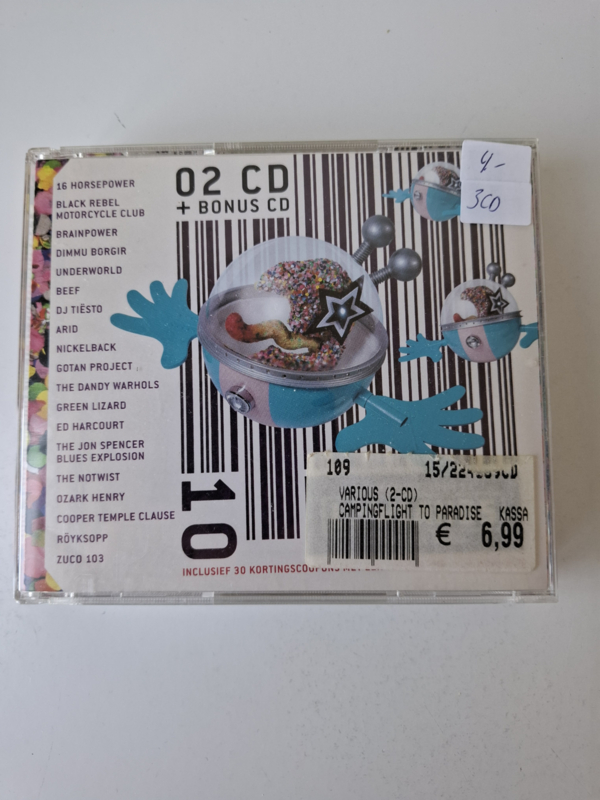 16 HORSEPOWER
BLACK REBEL
MOTORCYCLE CLUB
BRAINPOWER
DIMMU BORGIR
UNDERWORLD
BEEF
DJ TIËSTO
ARID
NICKELBACK
GOTAN PROJECT
THE DANDY WARHOLS
GREEN LIZARD
ED HARCOURT
THE JON SPENCER
BLUES EXPLOSION
THE NOTWIST
OZARK HENRY
COOPER TEMPLE CLAUSE
RÖYKSOPP
ZUCO 103
02 CD
+ BONUS CD
4,-
3CD
10
109
VARIOUS (2-CD)
CAMPINGFLIGHT TO PARADISE KASSA
€ 6,99
INCLUSIEF 30 KORTINGSCOUPONS